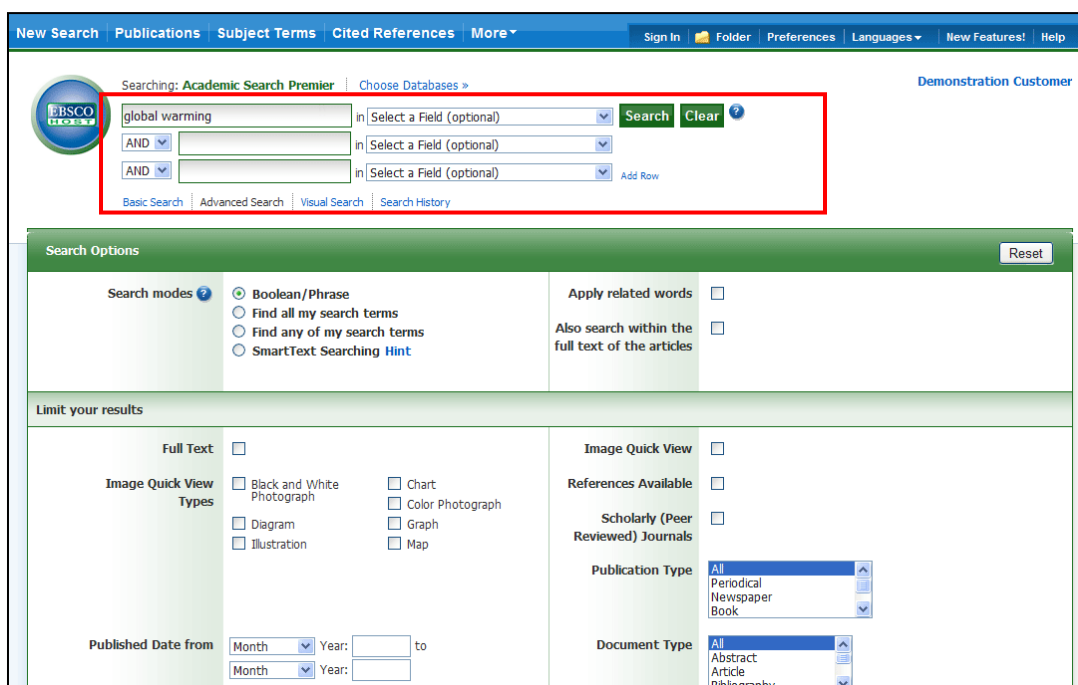 New Search Publications Subject Terms Cited References More
Sign In Folder Preferences Languages New Features! Help
Searching: Academic Search Premier Choose Databases »
Demonstration Customer
EBSCO
HOST
global warming in Select a Field (optional) Search Clear ?
AND in Select a Field (optional)
AND in Select a Field (optional) Add Row
Basic Search Advanced Search Visual Search Search History
Search Options Reset
Search modes ? Boolean/Phrase
Find all my search terms
Find any of my search terms
SmartText Searching Hint
Apply related words
Also search within the
full text of the articles
Limit your results
Full Text
Image Quick View
Types
Black and White
Photograph
Chart
Color Photograph
Diagram
Graph
Illustration
Map
Image Quick View
References Available
Scholarly (Peer
Reviewed) Journals
Publication Type
All
Periodical
Newspaper
Book
Published Date from Month Year: to
Month Year:
Document Type
All
Abstract
Article
Bibliography